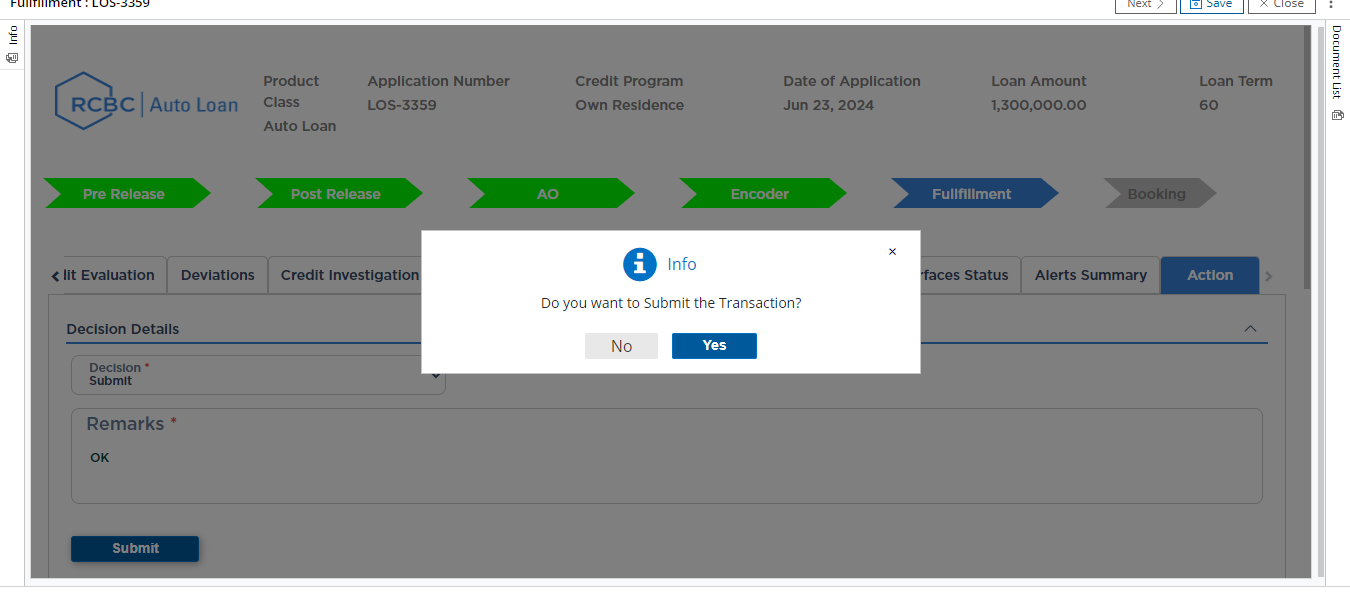 Fullfillment : LOS-3359
Next
Save
Close
Info
Document List
RCBC Auto Loan
Product Class
Auto Loan
Application Number
LOS-3359
Credit Program
Own Residence
Date of Application
Jun 23, 2024
Loan Amount
1,300,000.00
Loan Term
60
Pre Release
Post Release
AO
Encoder
Fullfillment
Booking
lit Evaluation
Deviations
Credit Investigation
rfaces Status
Alerts Summary
Action
Info
Do you want to Submit the Transaction?
No
Yes
Decision Details
Decision *
Submit
Remarks *
OK
Submit